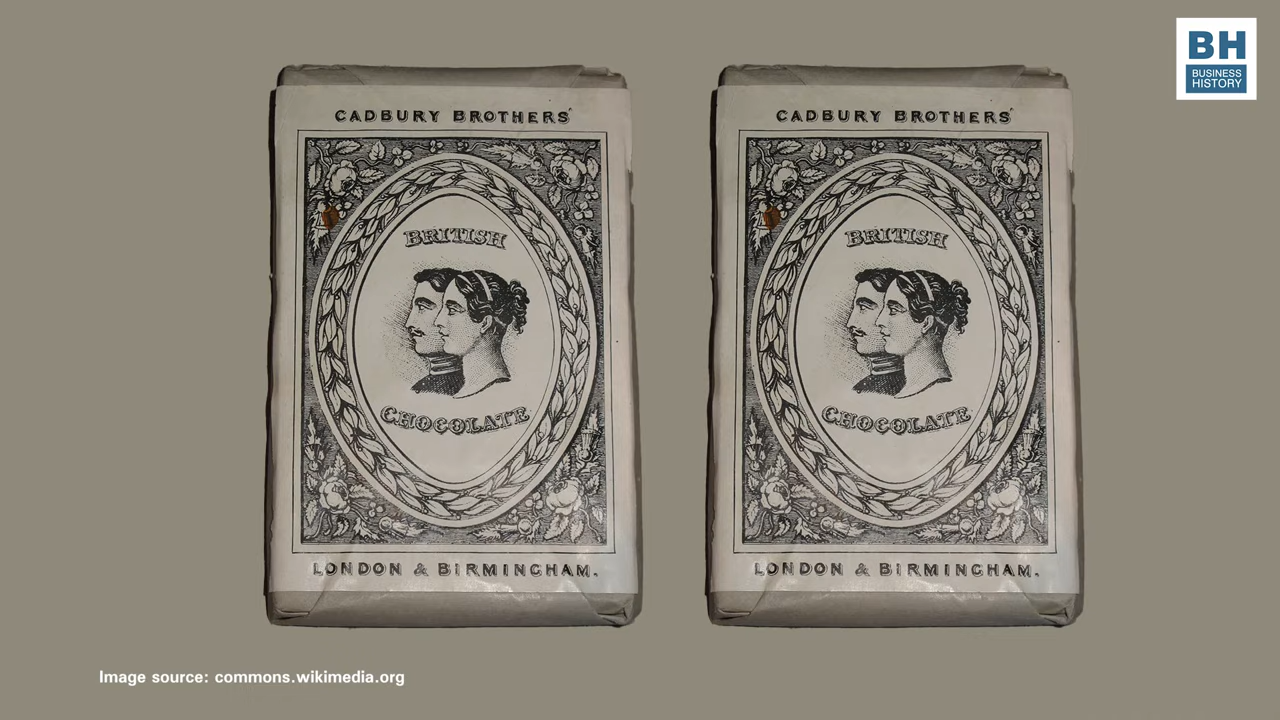 BH
BUSINESS
HISTORY
CADBURY BROTHERS'
BRITISH
CHOCOLATE
LONDON & BIRMINGHAM.
CADBURY BROTHERS'
BRITISH
CHOCOLATE
LONDON & BIRMINGHAM.
Image source: commons.wikimedia.org